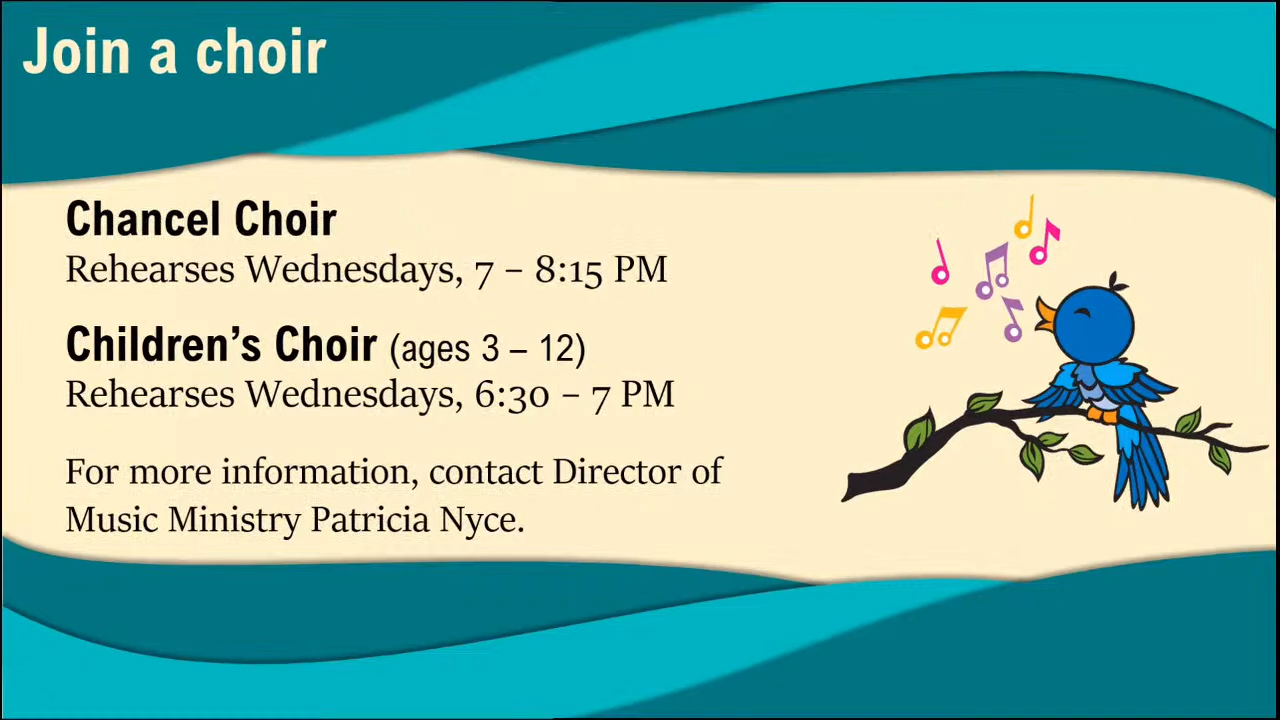 Join a choir
Chancel Choir
Rehearses Wednesdays, 7 – 8:15 PM
Children’s Choir (ages 3 – 12)
Rehearses Wednesdays, 6:30 – 7 PM
For more information, contact Director of
Music Ministry Patricia Nyce.